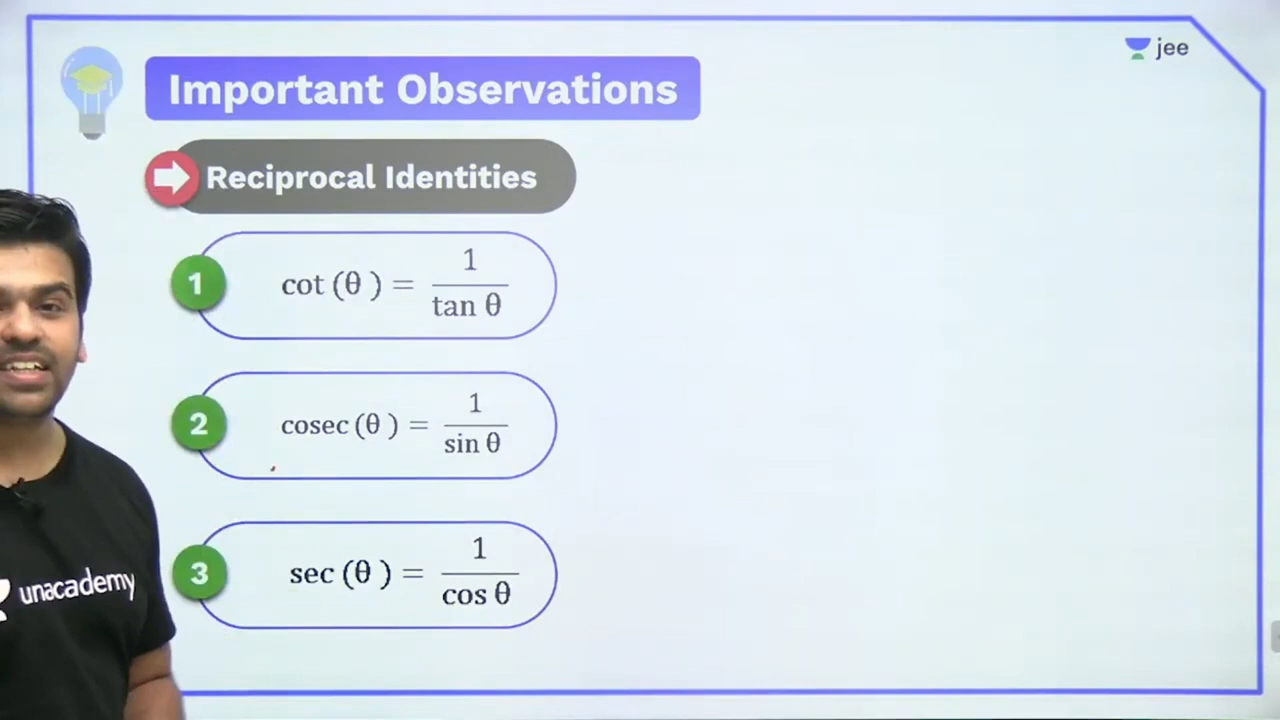 jee
Important Observations
Reciprocal Identities
1 cot (θ ) = 1/tan θ
2 cosec (θ ) = 1/sin θ
3 sec (θ ) = 1/cos θ
unacademy